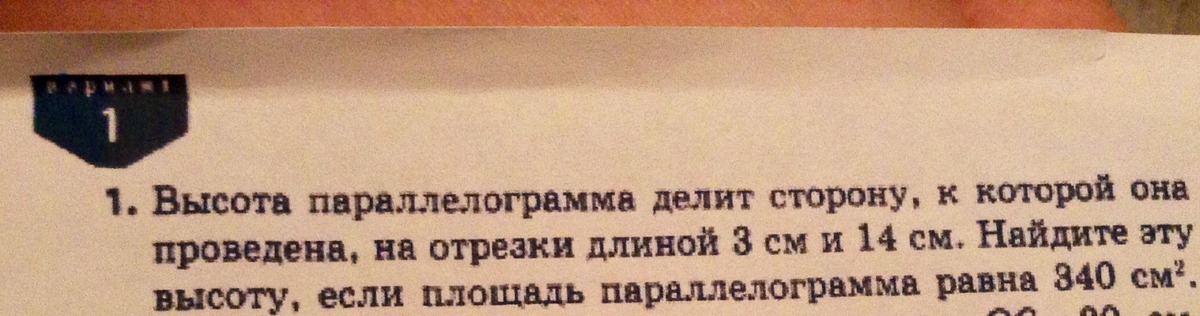 вариант
1
1. Высота параллелограмма делит сторону, к которой она
проведена, на отрезки длиной 3 см и 14 см. Найдите эту
высоту, если площадь параллелограмма равна 340 см².